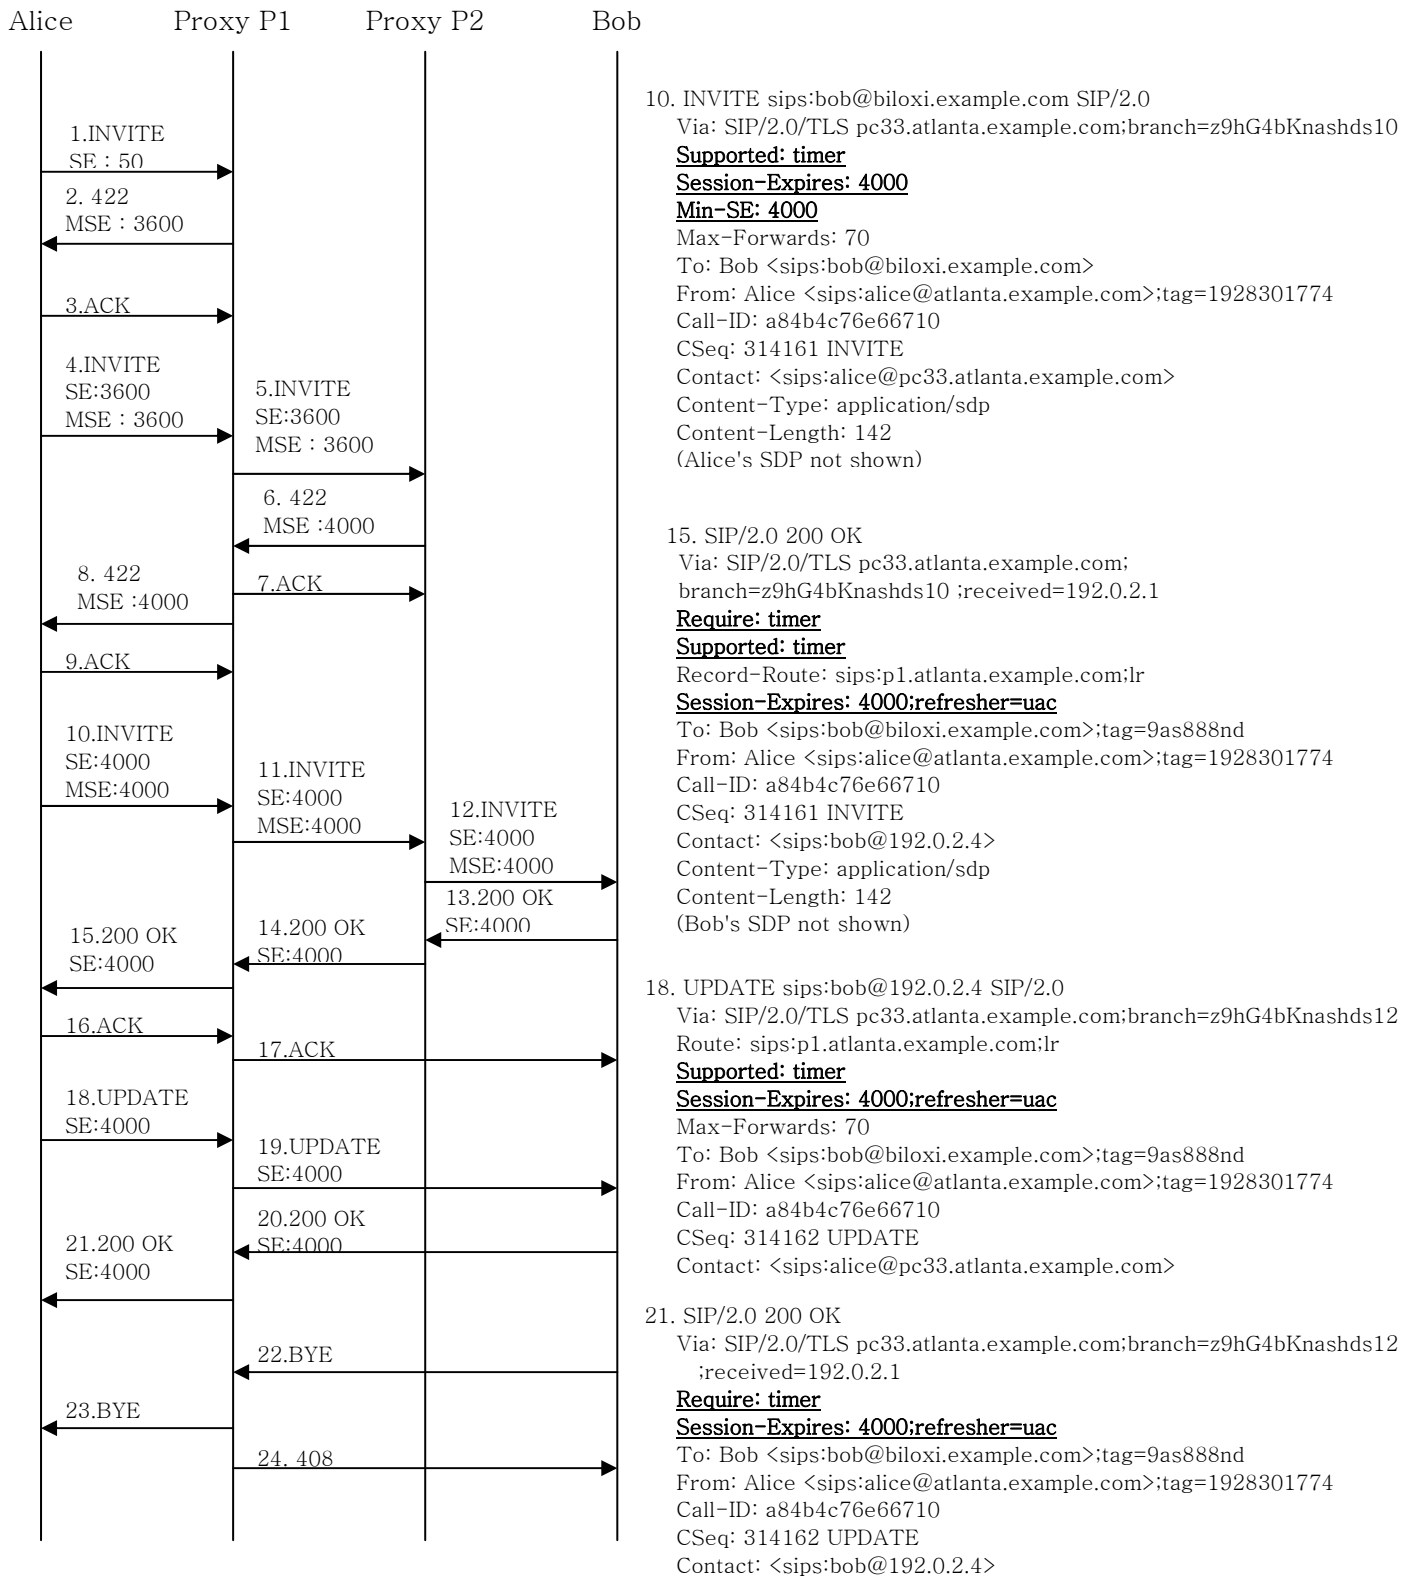 Alice
Proxy P1
Proxy P2
Bob
1.INVITE
SE : 50
2. 422
MSE : 3600
3.ACK
4.INVITE
SE:3600
MSE : 3600
5.INVITE
SE:3600
MSE : 3600
6. 422
MSE :4000
7.ACK
8. 422
MSE :4000
9.ACK
10.INVITE
SE:4000
MSE:4000
11.INVITE
SE:4000
MSE:4000
12.INVITE
SE:4000
MSE:4000
13.200 OK
SE:4000
14.200 OK
SE:4000
15.200 OK
SE:4000
16.ACK
17.ACK
18.UPDATE
SE:4000
19.UPDATE
SE:4000
20.200 OK
SE:4000
21.200 OK
SE:4000
22.BYE
23.BYE
24. 408
10. INVITE sips:bob@biloxi.example.com SIP/2.0
Via: SIP/2.0/TLS pc33.atlanta.example.com;branch=z9hG4bKnashds10
Supported: timer
Session-Expires: 4000
Min-SE: 4000
Max-Forwards: 70
To: Bob <sips:bob@biloxi.example.com>
From: Alice <sips:alice@atlanta.example.com>;tag=1928301774
Call-ID: a84b4c76e66710
CSeq: 314161 INVITE
Contact: <sips:alice@pc33.atlanta.example.com>
Content-Type: application/sdp
Content-Length: 142
(Alice's SDP not shown)
15. SIP/2.0 200 OK
Via: SIP/2.0/TLS pc33.atlanta.example.com;
branch=z9hG4bKnashds10 ;received=192.0.2.1
Require: timer
Supported: timer
Record-Route: sips:p1.atlanta.example.com;lr
Session-Expires: 4000;refresher=uac
To: Bob <sips:bob@biloxi.example.com>;tag=9as888nd
From: Alice <sips:alice@atlanta.example.com>;tag=1928301774
Call-ID: a84b4c76e66710
CSeq: 314161 INVITE
Contact: <sips:bob@192.0.2.4>
Content-Type: application/sdp
Content-Length: 142
(Bob's SDP not shown)
18. UPDATE sips:bob@192.0.2.4 SIP/2.0
Via: SIP/2.0/TLS pc33.atlanta.example.com;branch=z9hG4bKnashds12
Route: sips:p1.atlanta.example.com;lr
Supported: timer
Session-Expires: 4000;refresher=uac
Max-Forwards: 70
To: Bob <sips:bob@biloxi.example.com>;tag=9as888nd
From: Alice <sips:alice@atlanta.example.com>;tag=1928301774
Call-ID: a84b4c76e66710
CSeq: 314162 UPDATE
Contact: <sips:alice@pc33.atlanta.example.com>
21. SIP/2.0 200 OK
Via: SIP/2.0/TLS pc33.atlanta.example.com;branch=z9hG4bKnashds12
;received=192.0.2.1
Require: timer
Session-Expires: 4000;refresher=uac
To: Bob <sips:bob@biloxi.example.com>;tag=9as888nd
From: Alice <sips:alice@atlanta.example.com>;tag=1928301774
Call-ID: a84b4c76e66710
CSeq: 314162 UPDATE
Contact: <sips:bob@192.0.2.4>